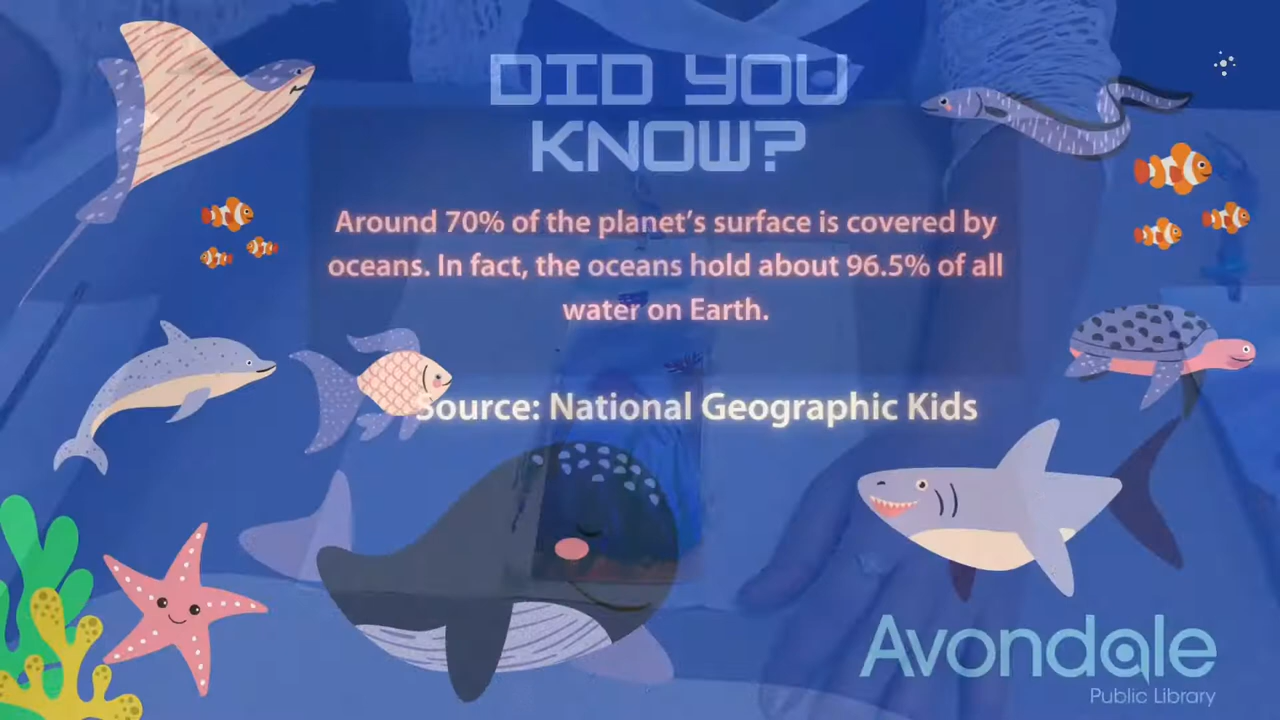 DID YOU
KNOW?
Around 70% of the planet's surface is covered by
oceans. In fact, the oceans hold about 96.5% of all
water on Earth.
Source: National Geographic Kids
Avondale
Public Library